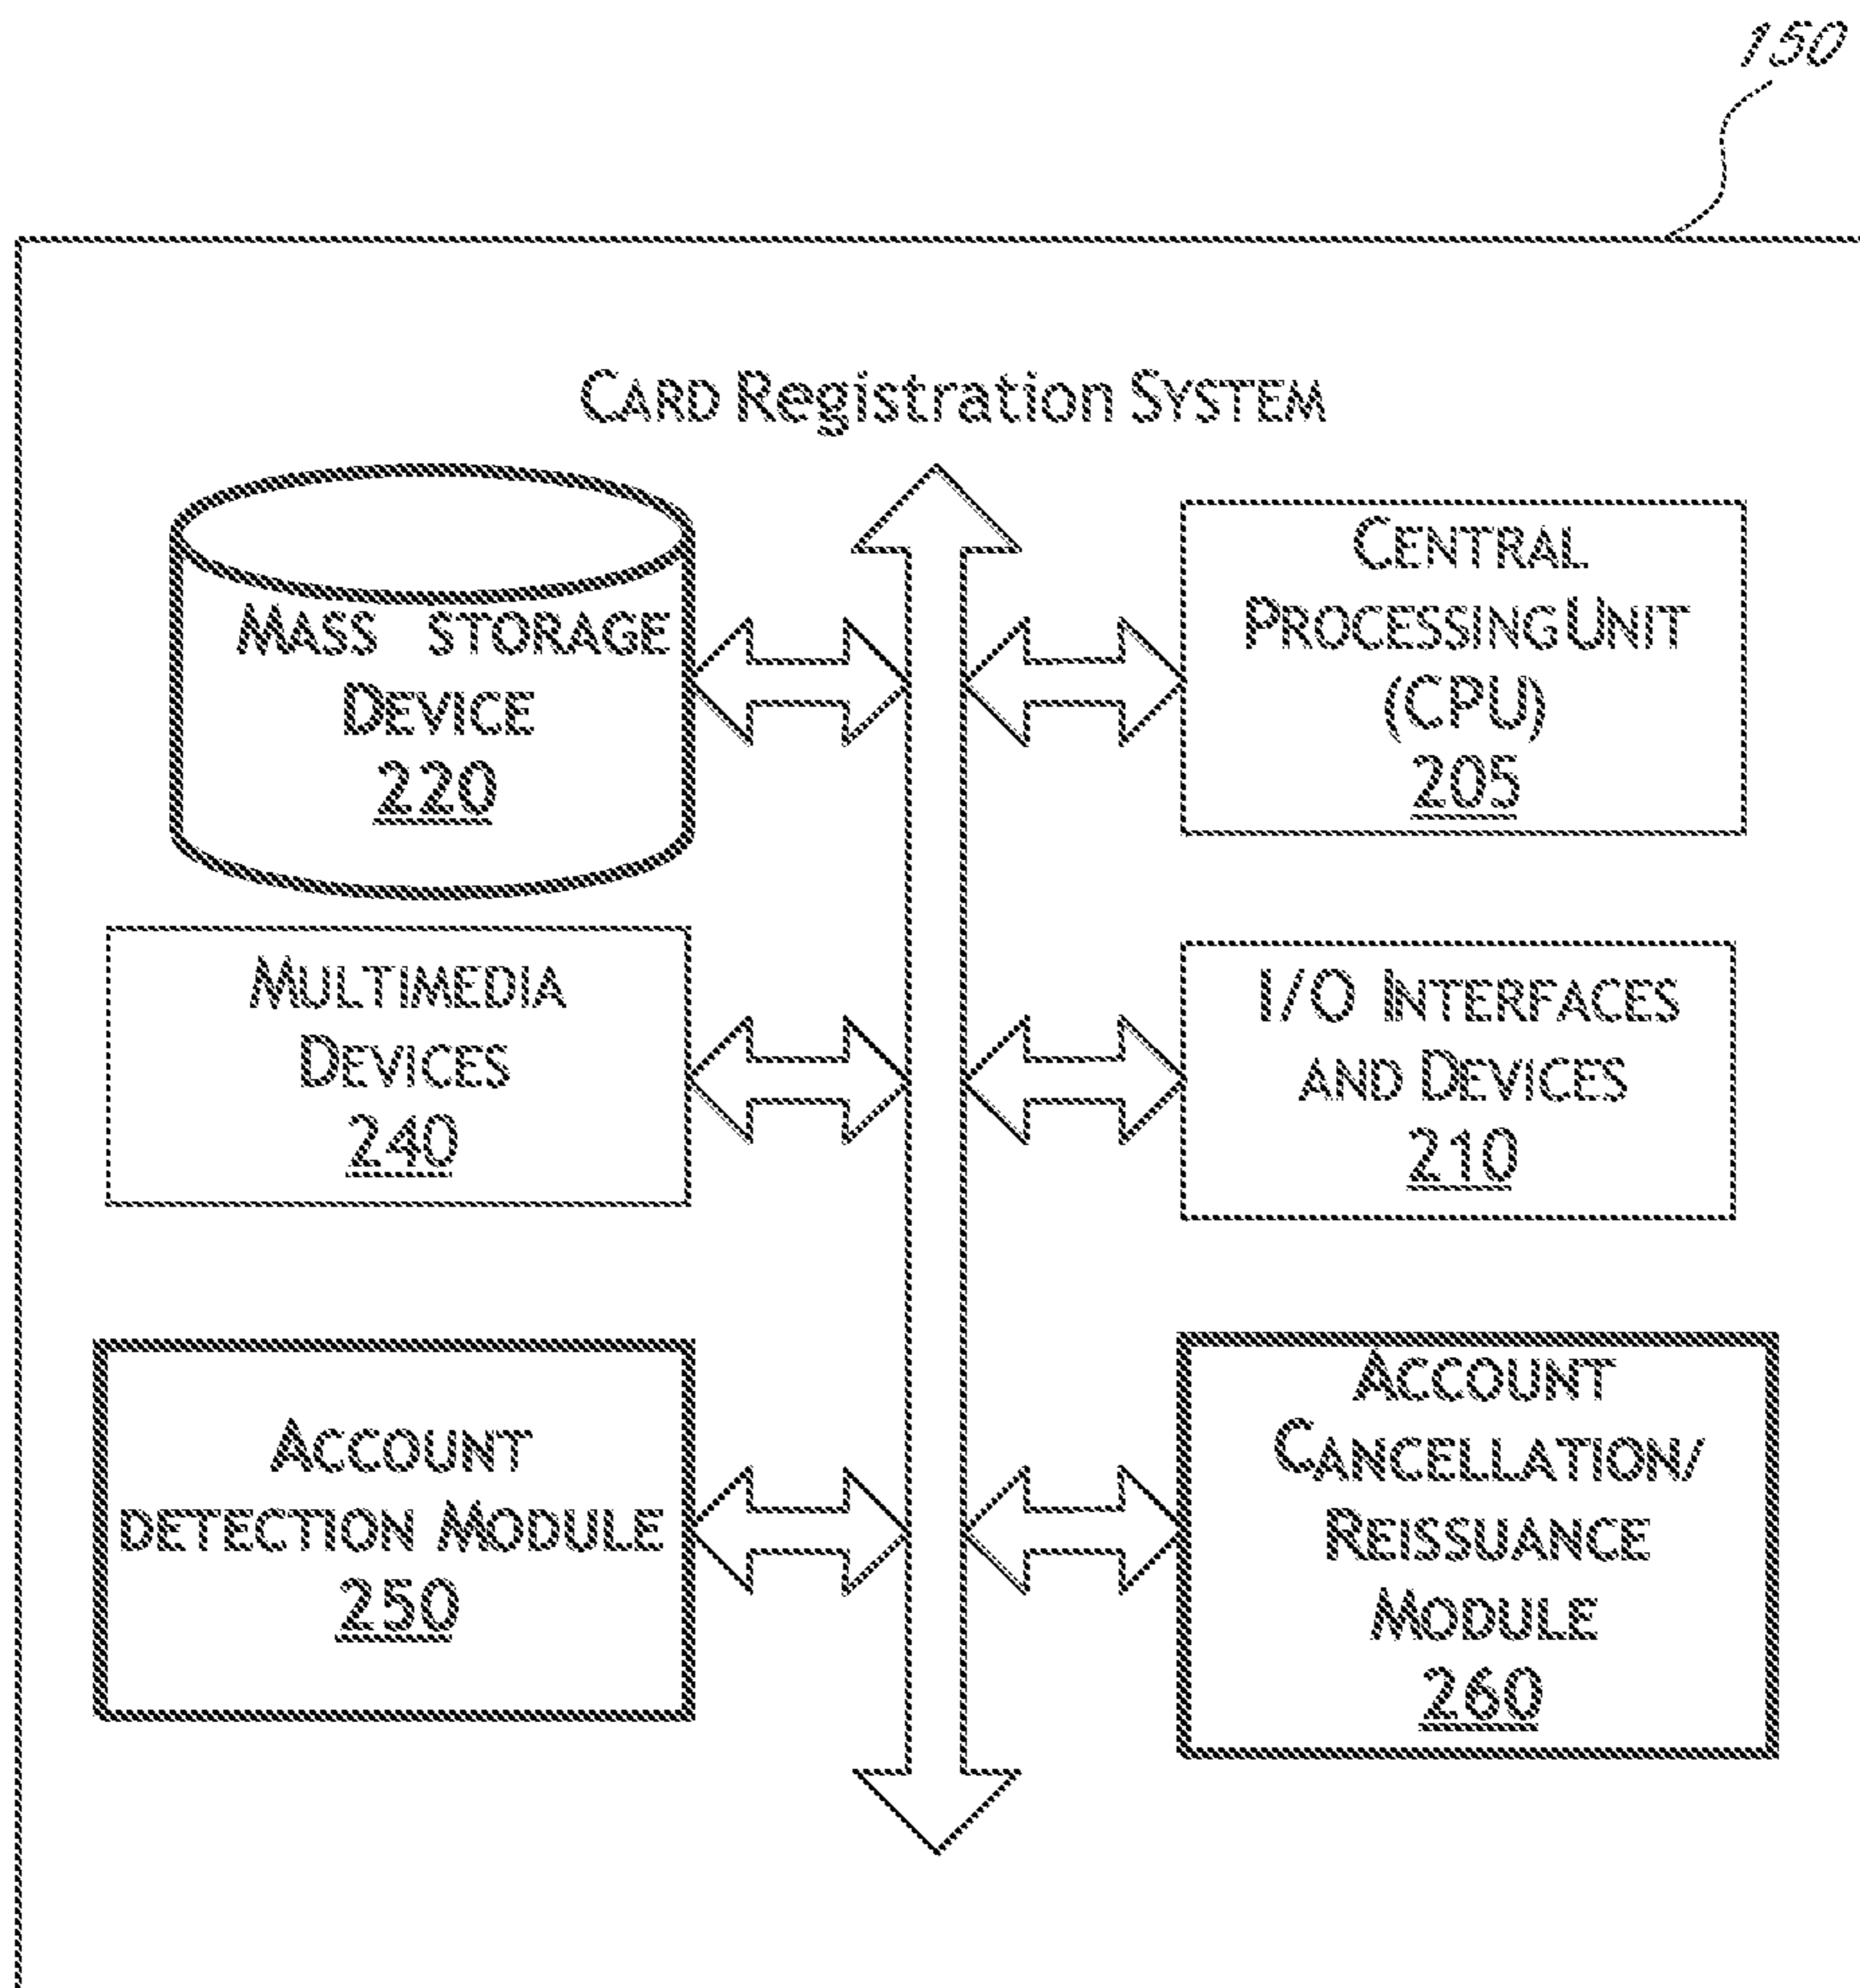 150
CARD Registration SYSTEM
MASS STORAGE
DEVICE
220
CENTRAL
PROCESSING UNIT
(CPU)
205
MULTIMEDIA
DEVICES
240
I/O INTERFACES
AND DEVICES
210
ACCOUNT
DETECTION MODULE
250
ACCOUNT
CANCELLATION/
REISSUANCE
MODULE
260